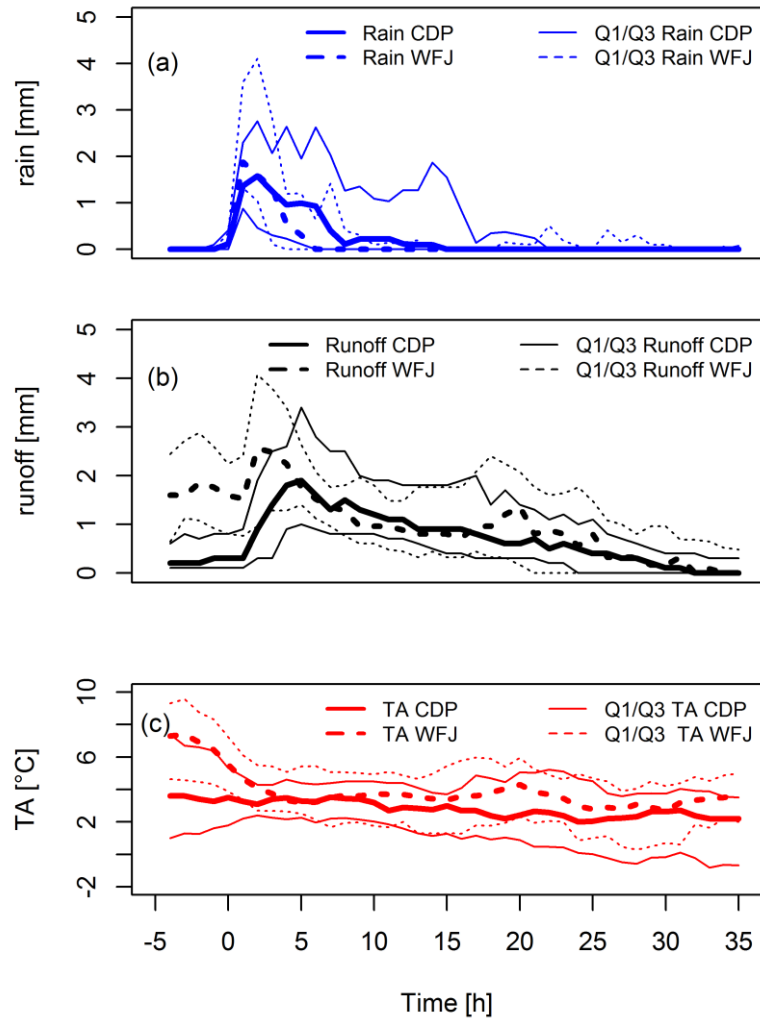 (a)
Rain CDP
Rain WFJ
Q1/Q3 Rain CDP
Q1/Q3 Rain WFJ
rain [mm]
5
4
3
2
1
0
(b)
Runoff CDP
Runoff WFJ
Q1/Q3 Runoff CDP
Q1/Q3 Runoff WFJ
runoff [mm]
5
4
3
2
1
0
(c)
TA CDP
TA WFJ
Q1/Q3 TA CDP
Q1/Q3 TA WFJ
TA [°C]
10
6
2
-2
-5 0 5 10 15 20 25 30 35
Time [h]